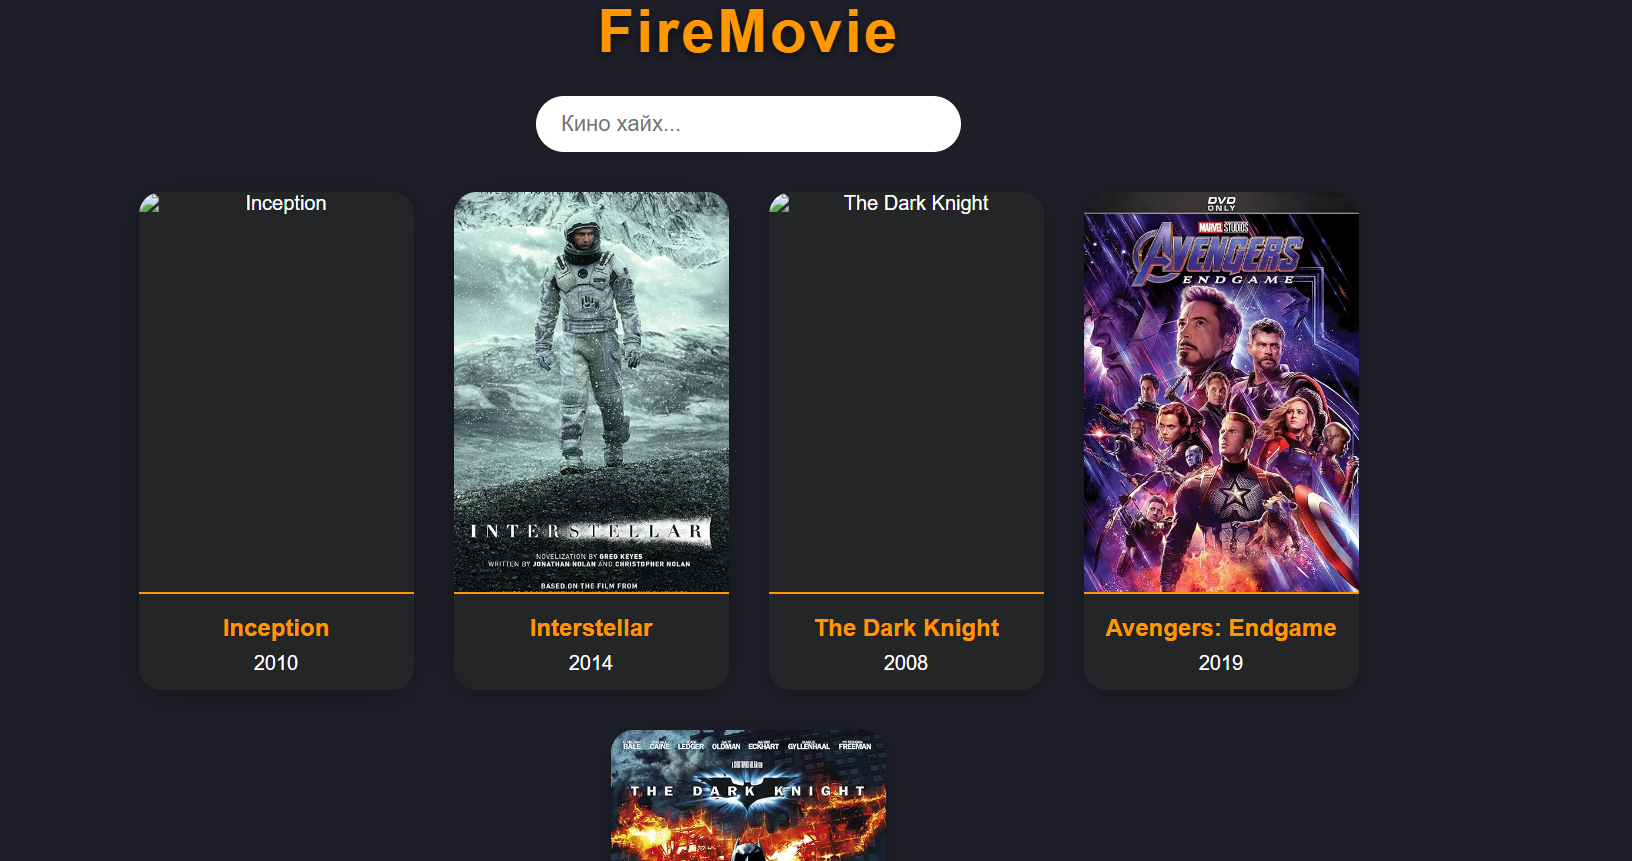 FireMovie
Кино хайх...
Inception
The Dark Knight
INTERSTELLAR
NOVELIZATION BY GREG KEYES
WRITTEN BY JONATHAN NOLAN AND CHRISTOPHER NOLAN
BASED ON THE FILM FROM
DVD
ONLY
MARVEL STUDIOS
AVENGERS
ENDGAME
Inception
2010
Interstellar
2014
The Dark Knight
2008
Avengers: Endgame
2019
BALE CAINE LEDGER OLDMAN ECKHART GYLLENHAAL FREEMAN
THE DARK KNIGHT